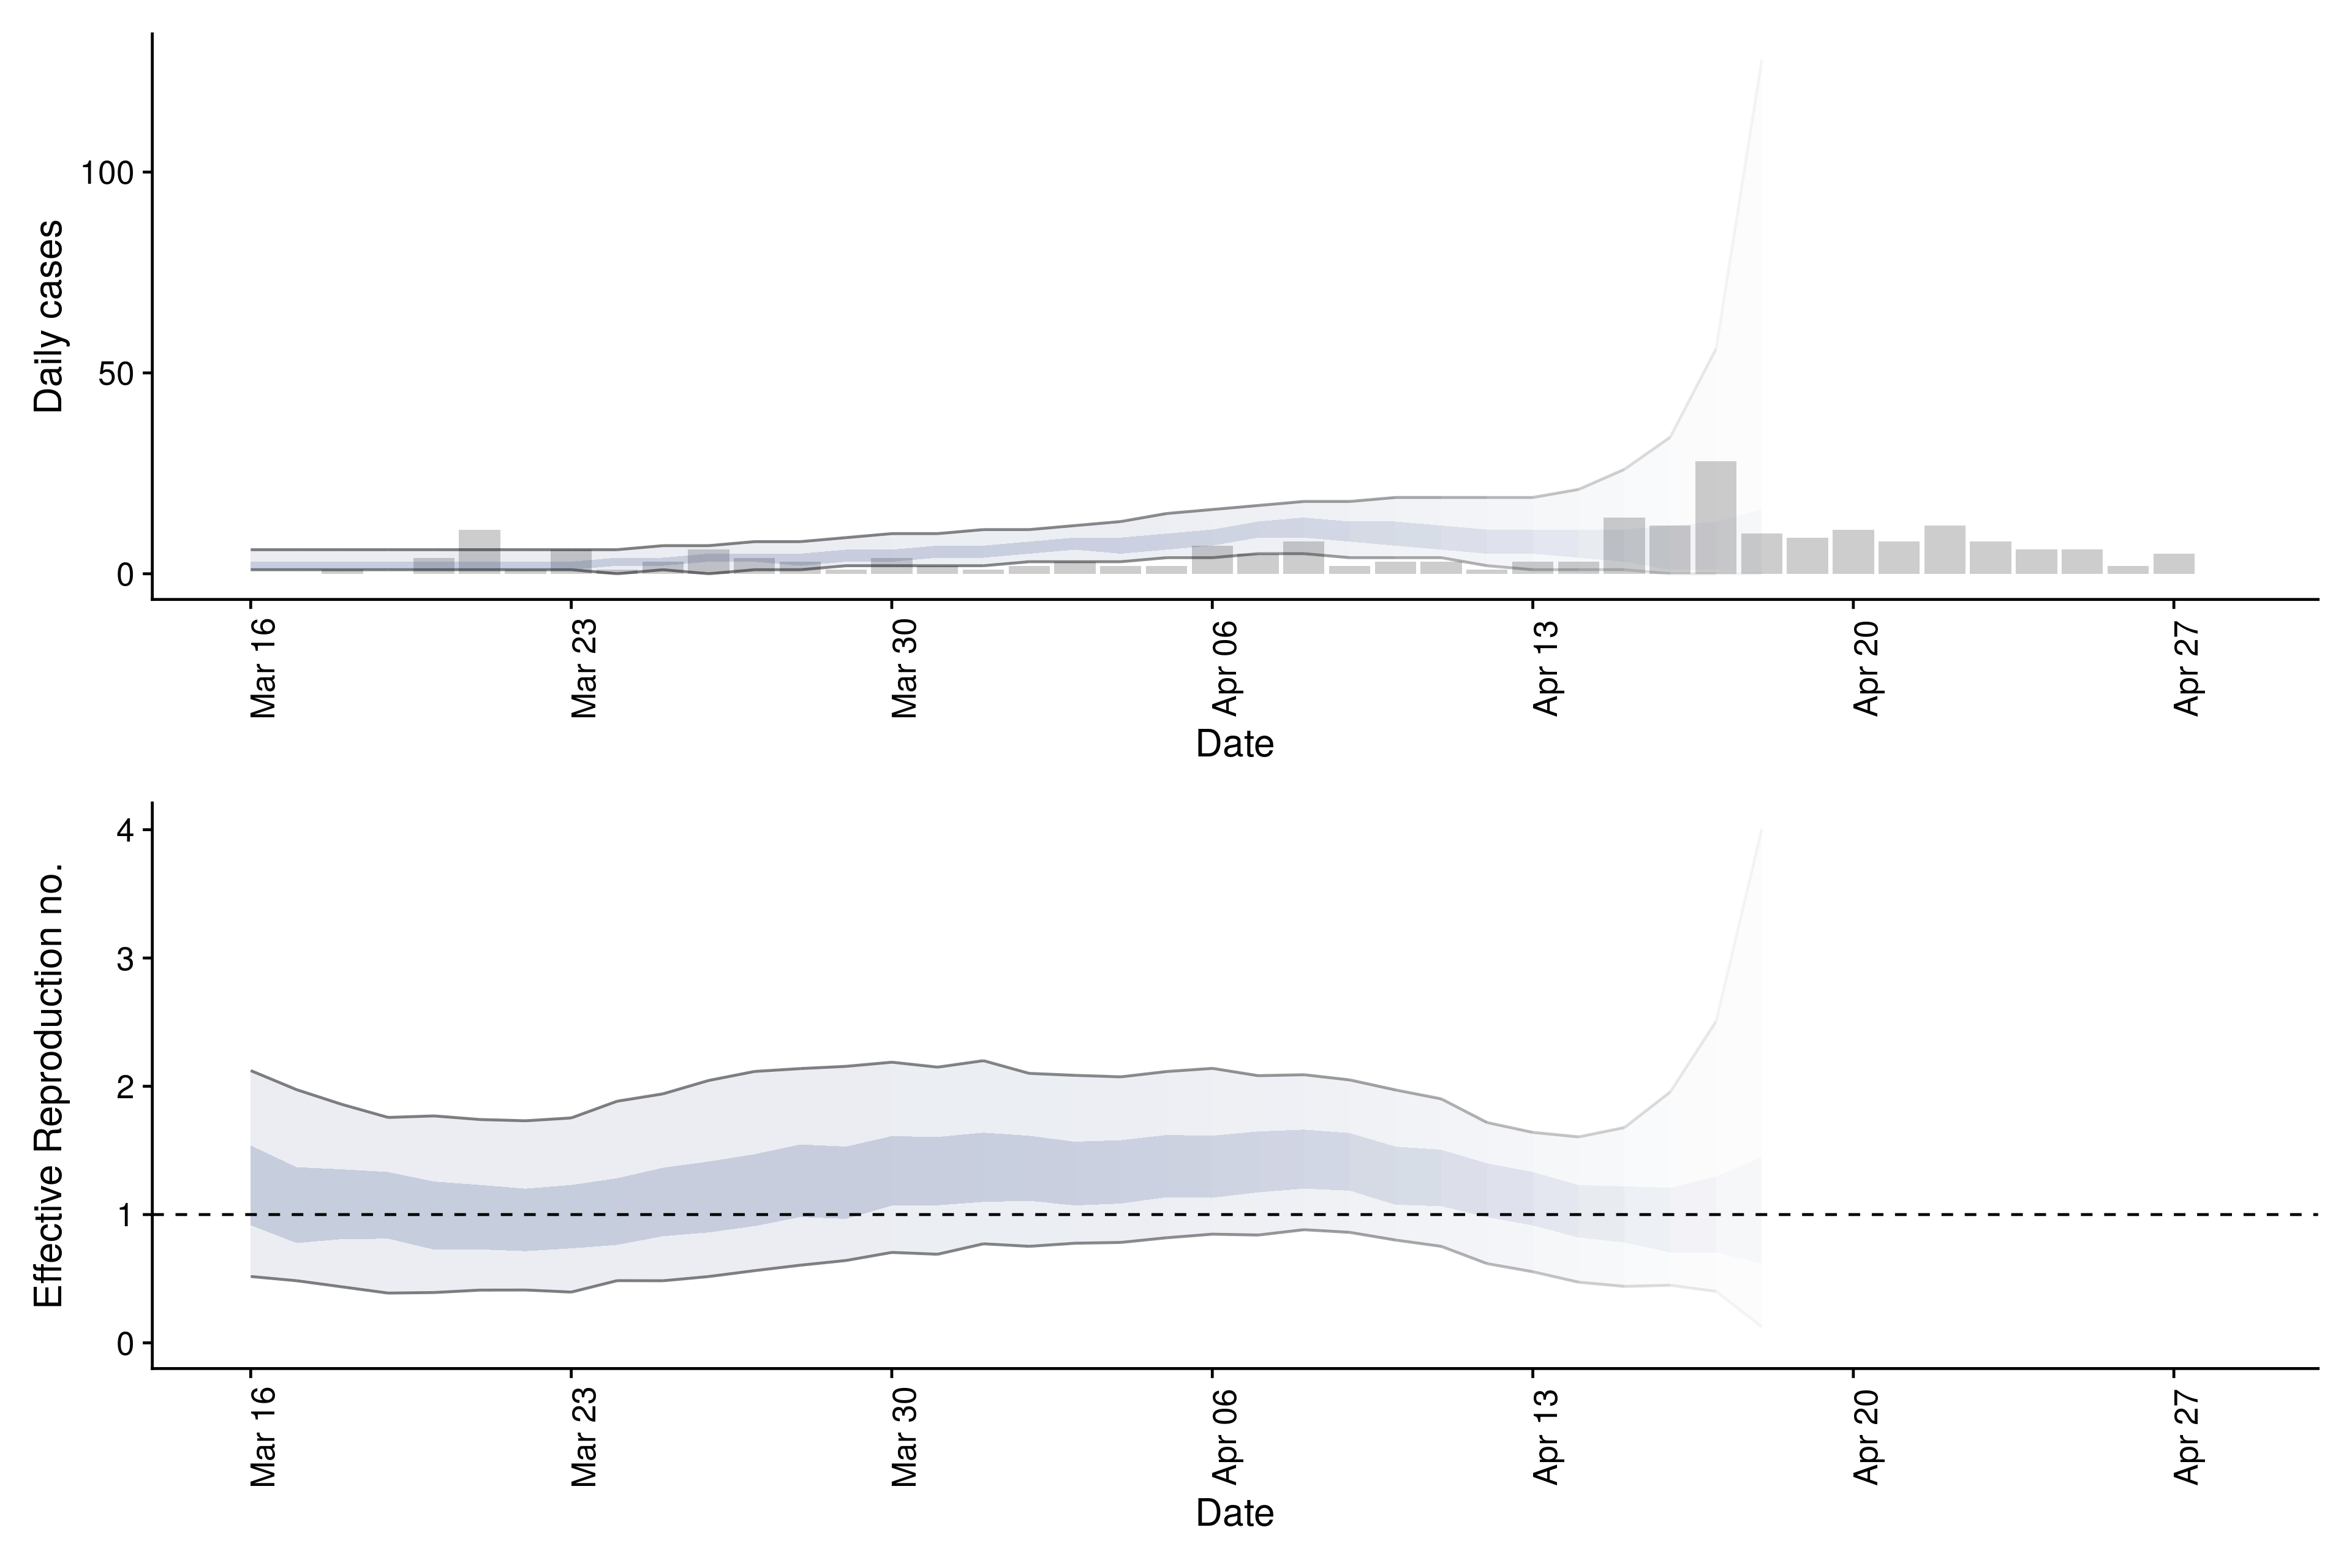 Daily cases
100
50
0
Mar 16
Mar 23
Mar 30
Apr 06
Apr 13
Apr 20
Apr 27
Date
Effective Reproduction no.
4
3
2
1
0
Mar 16
Mar 23
Mar 30
Apr 06
Apr 13
Apr 20
Apr 27
Date